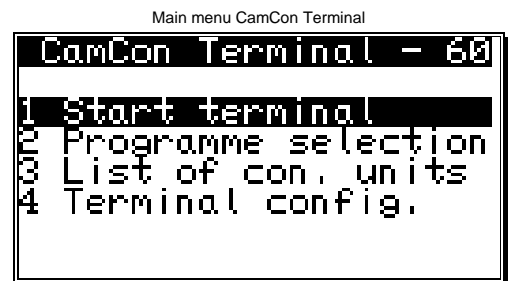 Main menu CamCon Terminal
CamCon Terminal - 60
1 Start terminal
2 Programme selection
3 List of con. units
4 Terminal config.